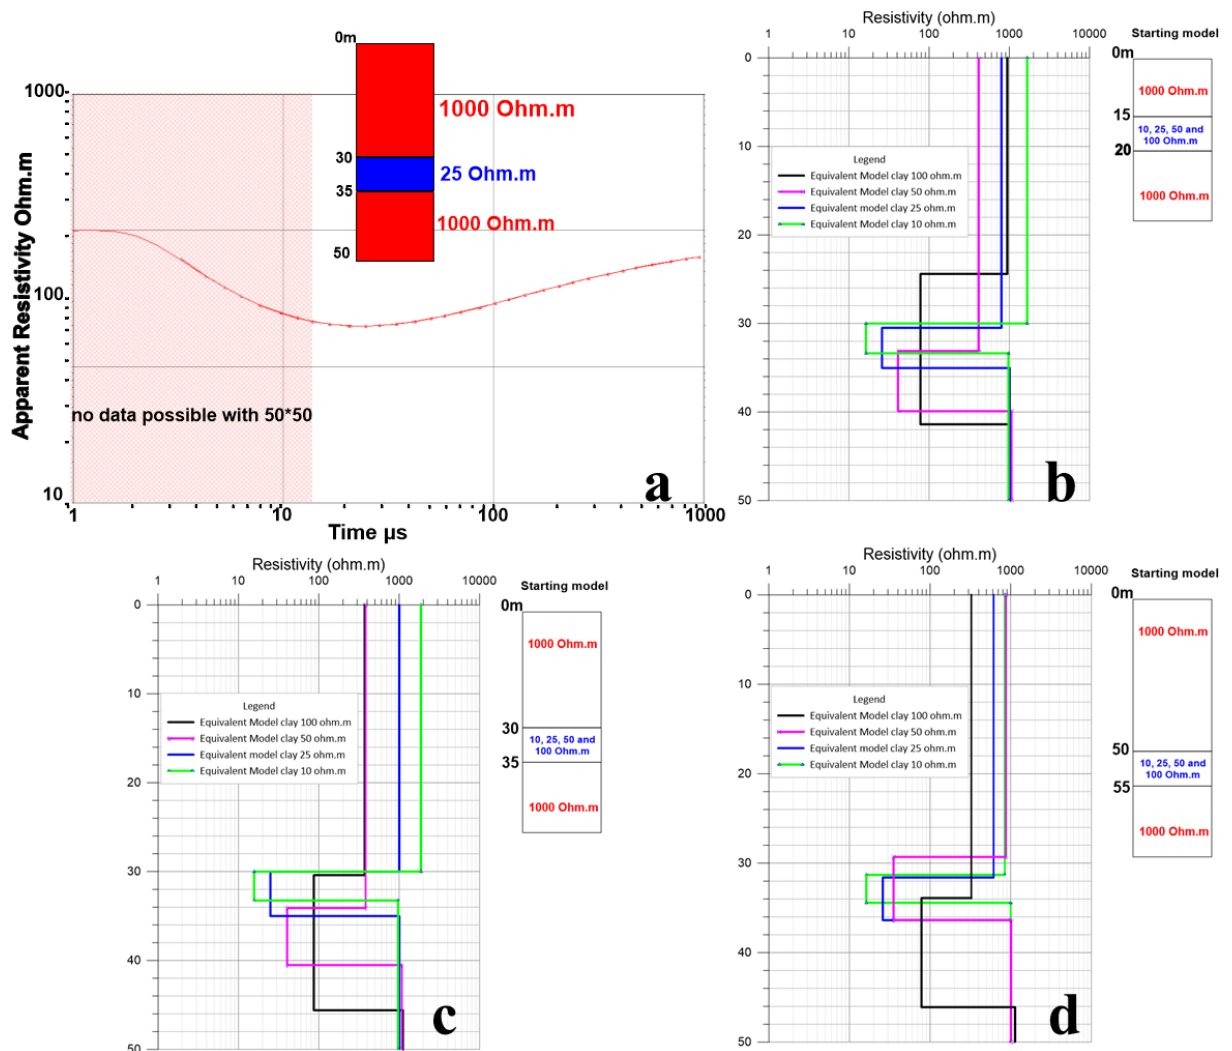 0m
1000 Ohm.m
30
25 Ohm.m
35
1000 Ohm.m
50
1000
100
10
Apparent Resistivity Ohm.m
no data possible with 50*50
1
10
100
1000
Time µs
a
Resistivity (ohm.m)
1
10
100
1000
10000
0
10
20
30
40
50
Legend
Equivalent Model clay 100 ohm.m
Equivalent Model clay 50 ohm.m
Equivalent model clay 25 ohm.m
Equivalent Model clay 10 ohm.m
Starting model
0m
1000 Ohm.m
15
10, 25, 50 and
100 Ohm.m
20
1000 Ohm.m
b
Resistivity (ohm.m)
1
10
100
1000
10000
0
10
20
30
40
50
Legend
Equivalent Model clay 100 ohm.m
Equivalent Model clay 50 ohm.m
Equivalent model clay 25 ohm.m
Equivalent Model clay 10 ohm.m
Starting model
0m
1000 Ohm.m
30
10, 25, 50 and
100 Ohm.m
35
1000 Ohm.m
c
Resistivity (ohm.m)
1
10
100
1000
10000
0
10
20
30
40
50
Legend
Equivalent Model clay 100 ohm.m
Equivalent Model clay 50 ohm.m
Equivalent model clay 25 ohm.m
Equivalent Model clay 10 ohm.m
Starting model
0m
1000 Ohm.m
50
10, 25, 50 and
100 Ohm.m
55
1000 Ohm.m
d